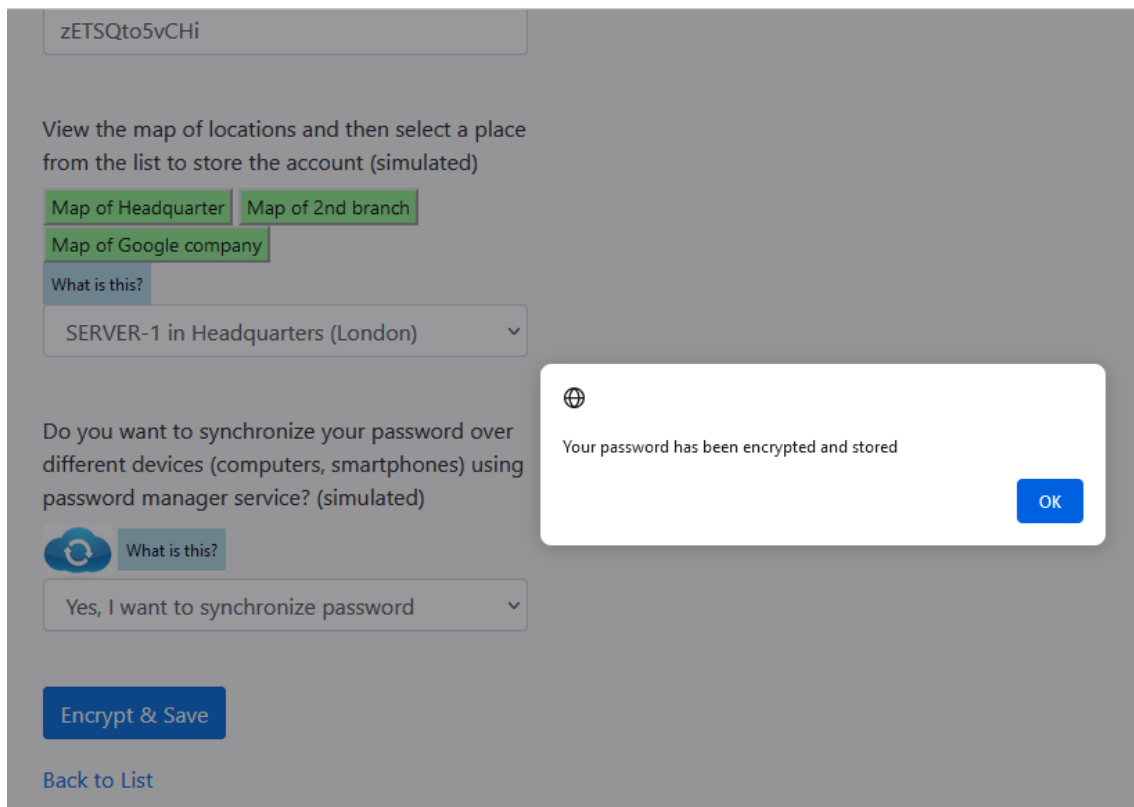 zETSQto5vCHi
View the map of locations and then select a place
from the list to store the account (simulated)
Map of Headquarter Map of 2nd branch
Map of Google company
What is this?
SERVER-1 in Headquarters (London)
Do you want to synchronize your password over
different devices (computers, smartphones) using
password manager service? (simulated)
What is this?
Yes, I want to synchronize password
Encrypt & Save
Back to List
Your password has been encrypted and stored
OK